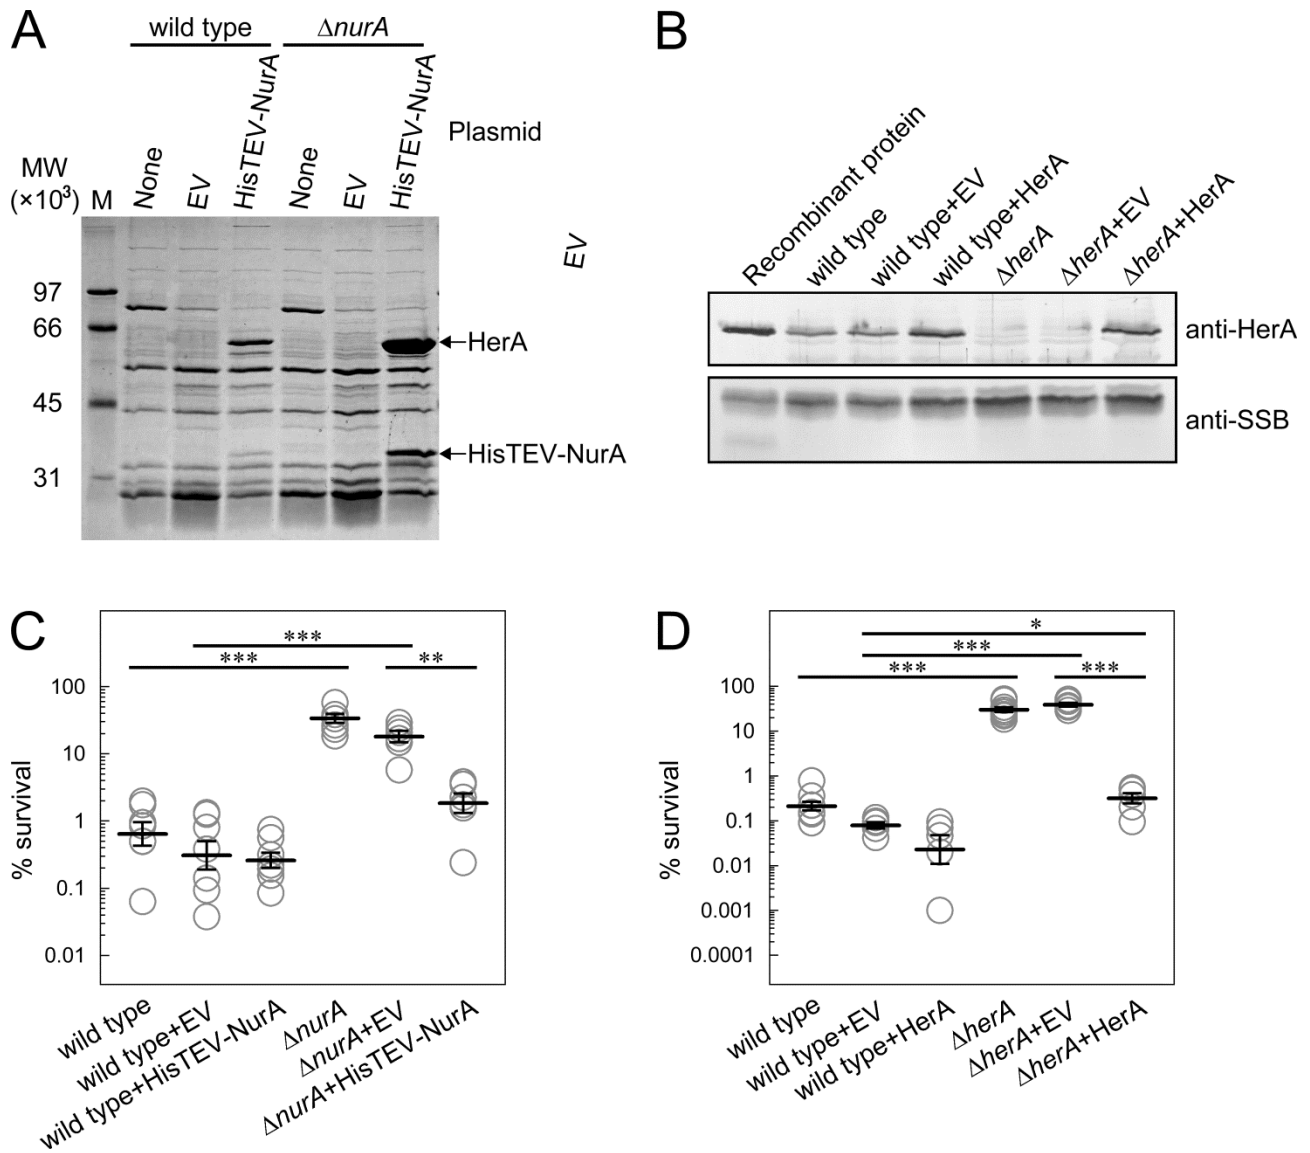 A
wild type
ΔnurA
None
EV
HisTEV-NurA
None
EV
HisTEV-NurA
Plasmid
MW
(×10³)
M
97
66
45
31
HerA
HisTEV-NurA
EV
B
Recombinant protein
wild type
wild type+EV
wild type+HerA
ΔherA
ΔherA+EV
ΔherA+HerA
anti-HerA
anti-SSB
C
***
***
**
% survival
100
10
1
0.1
0.01
wild type
wild type+EV
wild type+HisTEV-NurA
ΔnurA
ΔnurA+EV
ΔnurA+HisTEV-NurA
D
*
***
***
***
% survival
100
10
1
0.1
0.01
0.001
0.0001
wild type
wild type+EV
wild type+HerA
ΔherA
ΔherA+EV
ΔherA+HerA